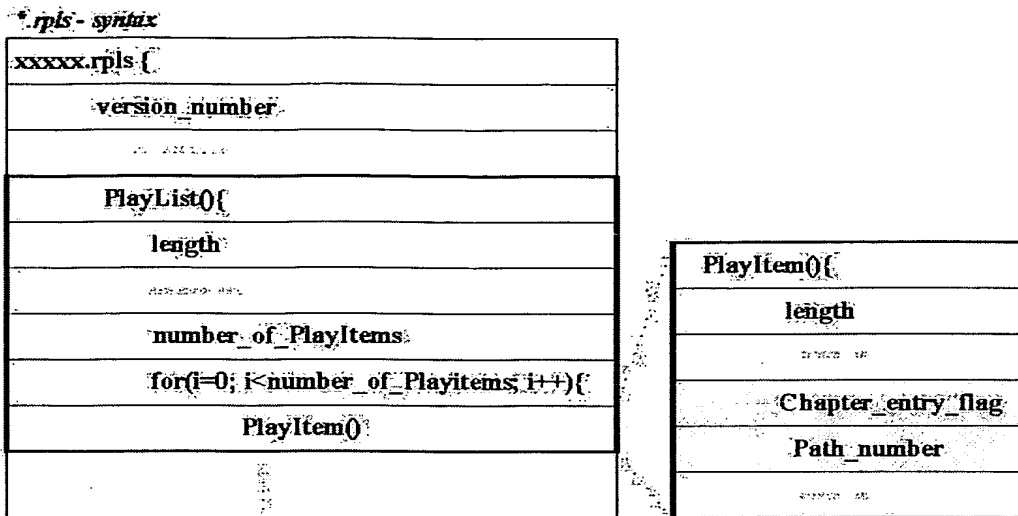 *.rpls - syntax
xxxxx.rpls {
version_number
PlayList(){
length
number_of_PlayItems
for(i=0; i<number_of_Playitems; i++){
PlayItem()
PlayItem(){
length
Chapter_entry_flag
Path_number